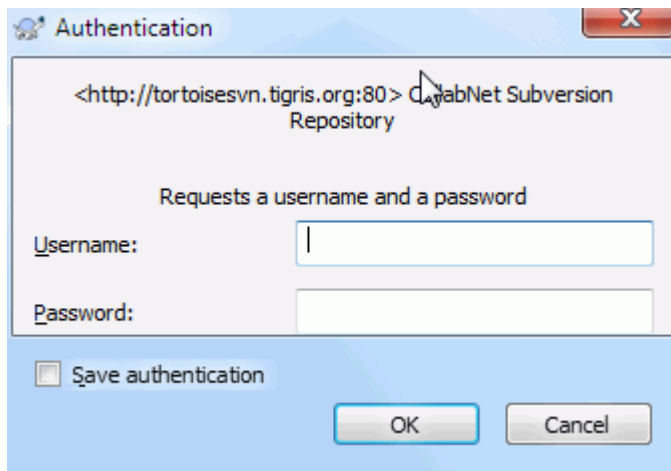 Authentication
<http://tortoisesvn.tigris.org:80> Subversion
Repository
Requests a username and a password
Username:
Password:
Save authentication
OK
Cancel